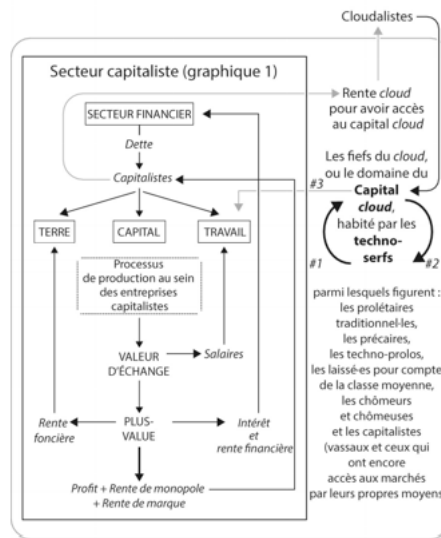 Cloudalistes
Secteur capitaliste (graphique 1)
SECTEUR FINANCIER
Dette
Capitalistes
TERRE
CAPITAL
TRAVAIL
Processus
de production au sein
des entreprises
capitalistes
VALEUR
D'ÉCHANGE
Salaires
Rente
foncière
PLUS-
VALUE
Intérêt
et
rente financière
Profit + Rente de monopole
+ Rente de marque
Rente cloud
pour avoir accès
au capital cloud
Les fiefs du cloud,
ou le domaine du
Capital
cloud,
habité par les
techno-
serfs
#3
#1
#2
parmi lesquels figurent :
les prolétaires
traditionnel·les,
les précaires,
les techno-prolos,
les laissé·es pour compte
de la classe moyenne,
les chômeurs
et chômeuses
et les capitalistes
(vassaux et ceux qui
ont encore
accès aux marchés
par leurs propres moyens